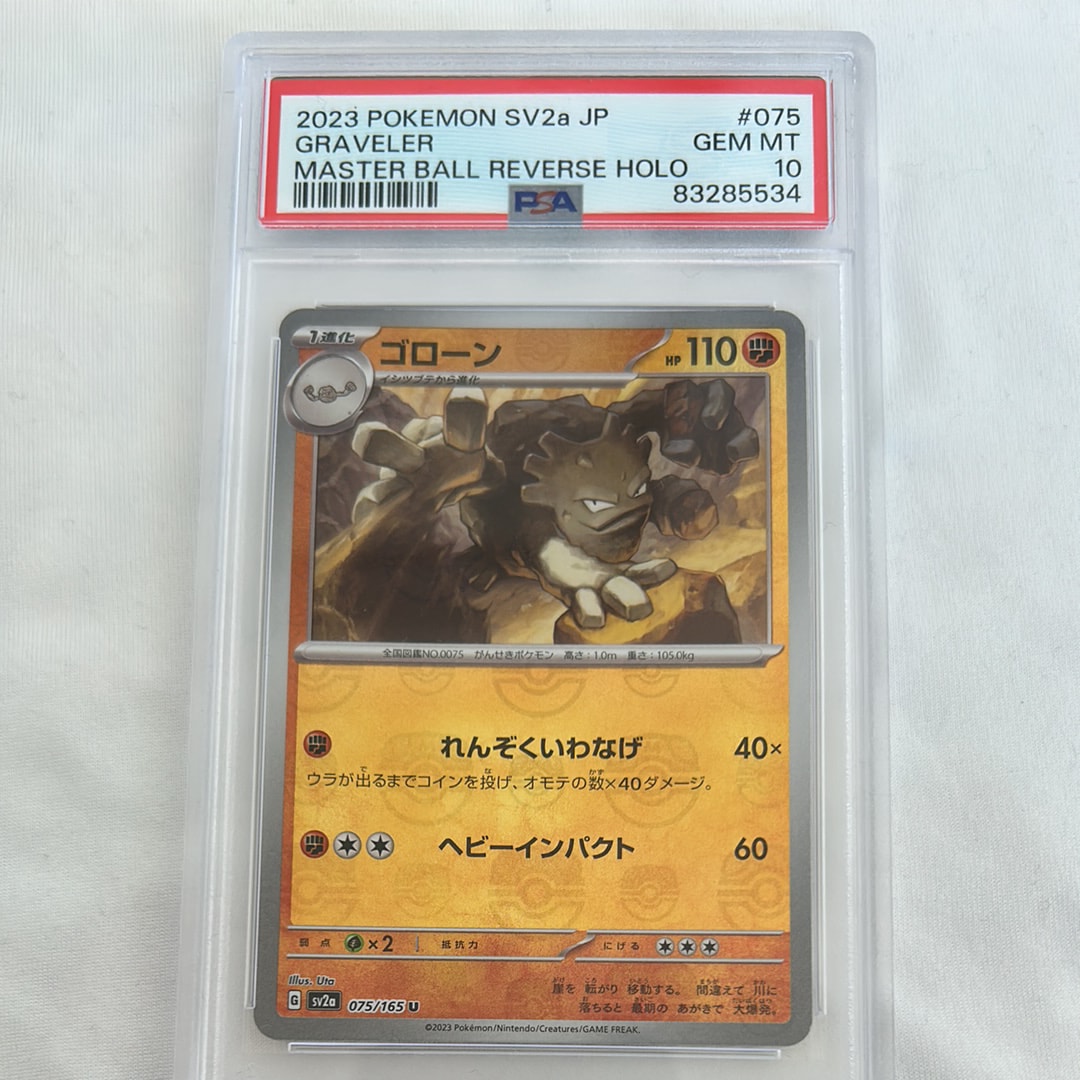 2023 POKEMON SV2a JP #075
GRAVELER GEM MT
MASTER BALL REVERSE HOLO 10
PSA 83285534
1進化 ゴローン HP 110
イシツブテから進化
全国図鑑NO.0075 がんせきポケモン 高さ:1.0m 重さ:105.0kg
れんぞくいわなげ 40×
ウラが出るまでコインを投げ、オモテの数×40ダメージ。
ヘビーインパクト 60
弱点 ×2 抵抗力 にげる
Illus. Uta
崖を 転がり 移動する。 間違えて 川に
G sv2a 075/165 U
落ちると 最期の あがきで 大爆発。
©2023 Pokémon/Nintendo/Creatures/GAME FREAK.